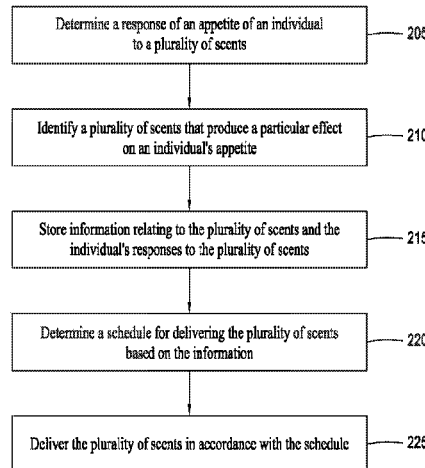 Determine a response of an appetite of an individual
to a plurality of scents
205
Identify a plurality of scents that produce a particular effect
on an individual's appetite
210
Store information relating to the plurality of scents and the
individual's responses to the plurality of scents
215
Determine a schedule for delivering the plurality of scents
based on the information
220
Deliver the plurality of scents in accordance with the schedule
225